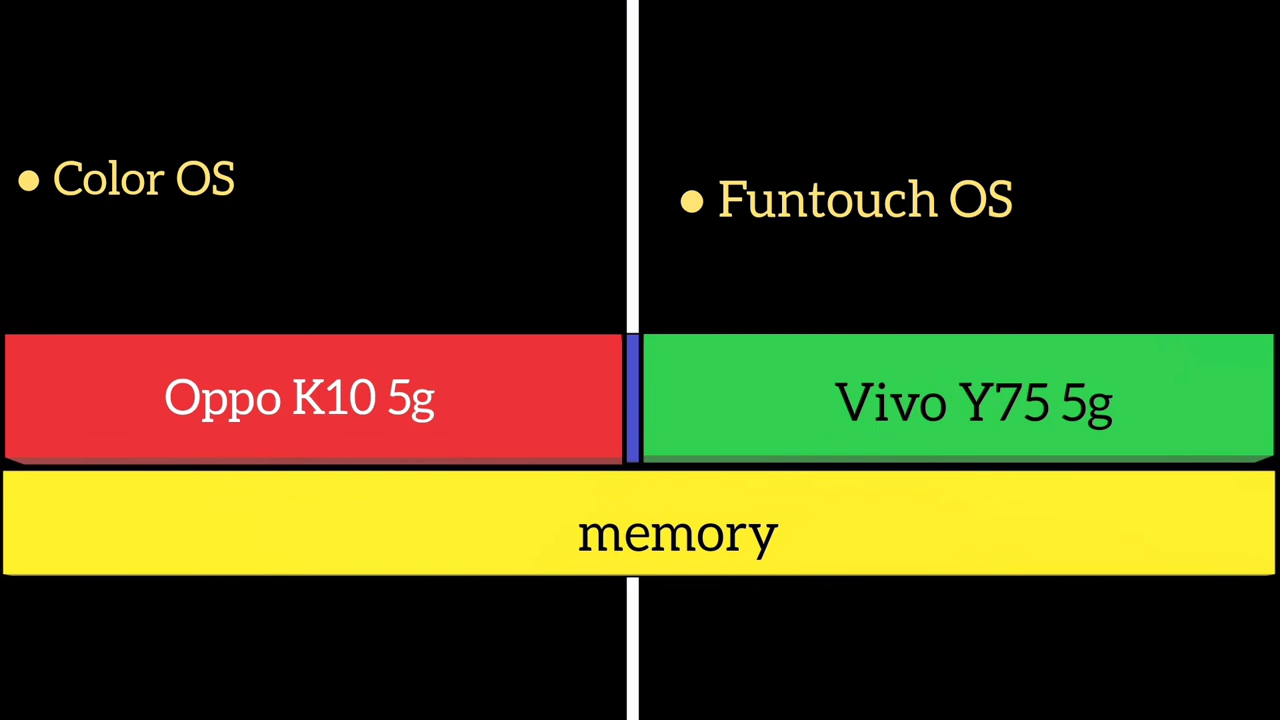 • Color OS
• Funtouch OS
Oppo K10 5g
Vivo Y75 5g
memory